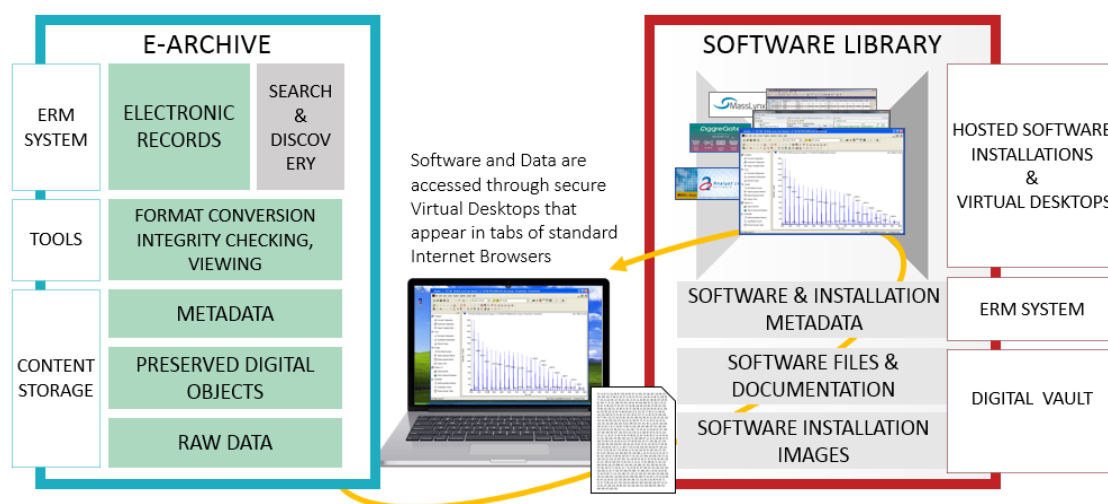 E-ARCHIVE
ERM
SYSTEM
ELECTRONIC
RECORDS
SEARCH
&
DISCOV
ERY
TOOLS
FORMAT CONVERSION
INTEGRITY CHECKING,
VIEWING
CONTENT
STORAGE
METADATA
PRESERVED DIGITAL
OBJECTS
RAW DATA
Software and Data are
accessed through secure
Virtual Desktops that
appear in tabs of standard
Internet Browsers
SOFTWARE LIBRARY
MassLynx
HOSTED SOFTWARE
INSTALLATIONS
&
VIRTUAL DESKTOPS
SOFTWARE & INSTALLATION
METADATA
ERM SYSTEM
SOFTWARE FILES &
DOCUMENTATION
SOFTWARE INSTALLATION
IMAGES
DIGITAL VAULT